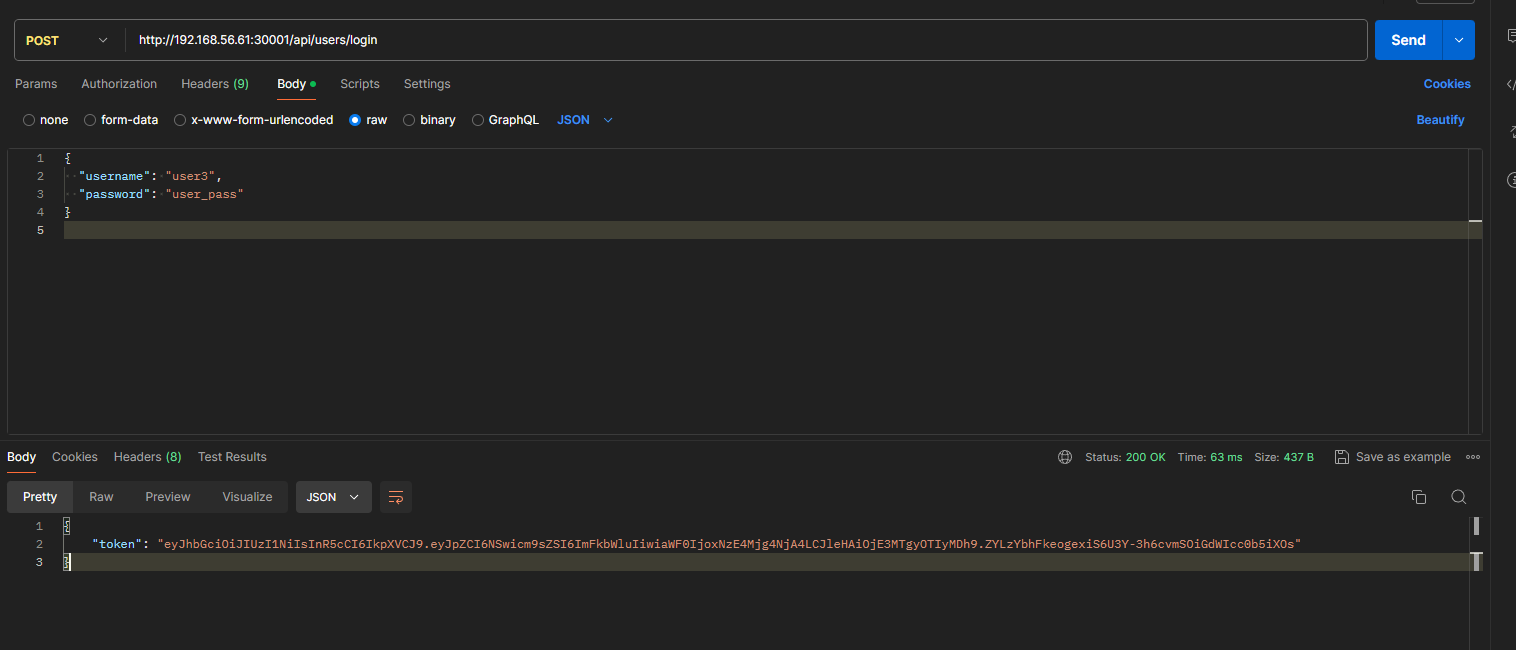 POST http://192.168.56.61:30001/api/users/login Send
Params Authorization Headers (9) Body Scripts Settings Cookies
none form-data x-www-form-urlencoded raw binary GraphQL JSON Beautify
1 {
2 "username": "user3",
3 "password": "user_pass"
4 }
5
Body Cookies Headers (8) Test Results Status: 200 OK Time: 63 ms Size: 437 B Save as example
Pretty Raw Preview Visualize JSON
1 {
2 "token": "eyJhbGciOiJIUzI1NiIsInR5cCI6IkpXVCJ9.eyJpZCI6NSwicm9sZSI6ImFkbWluIiwiaWF0IjoxNzE4Mjg4NjA4LCJleHAiOjE3MTgyOTIyMDh9.ZYLzYbhFkeogexiS6U3Y-3h6cvmSOiGdWIcc0b5iXOs"
3 }